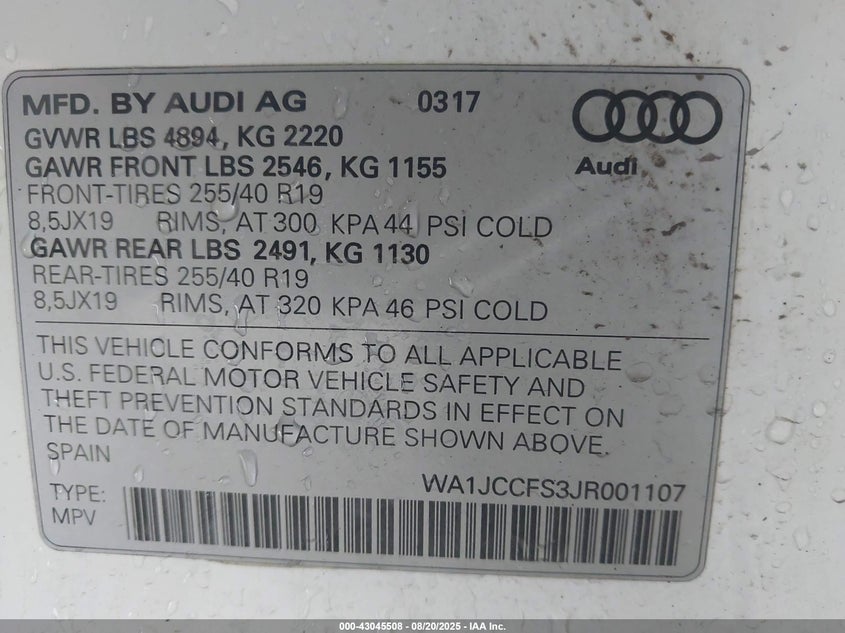 MFD. BY AUDI AG 0317
GVWR LBS 4894, KG 2220
GAWR FRONT LBS 2546, KG 1155
Audi
FRONT-TIRES 255/40 R19
8,5JX19 RIMS, AT 300 KPA 44 PSI COLD
GAWR REAR LBS 2491, KG 1130
REAR-TIRES 255/40 R19
8,5JX19 RIMS, AT 320 KPA 46 PSI COLD
THIS VEHICLE CONFORMS TO ALL APPLICABLE
U.S. FEDERAL MOTOR VEHICLE SAFETY AND
THEFT PREVENTION STANDARDS IN EFFECT ON
THE DATE OF MANUFACTURE SHOWN ABOVE.
SPAIN
WA1JCCFS3JR001107
TYPE:
MPV
000-43045508 - 08/20/2025 - IAA Inc.